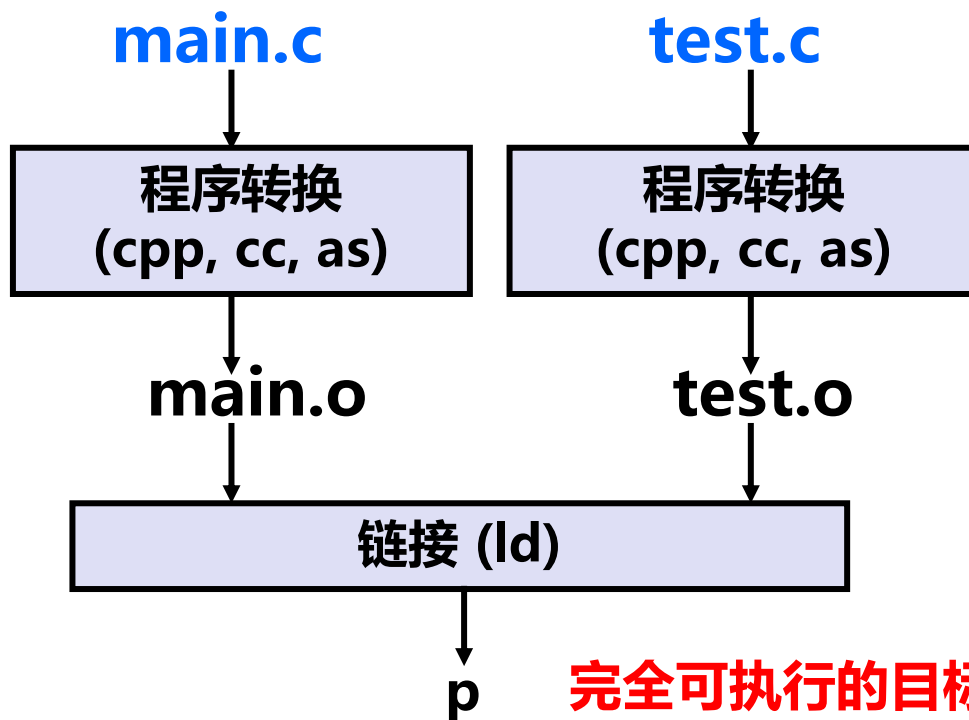 main.c test.c
程序转换 程序转换
(cpp, cc, as) (cpp, cc, as)
main.o test.o
链接 (ld)
p 完全可执行的目标